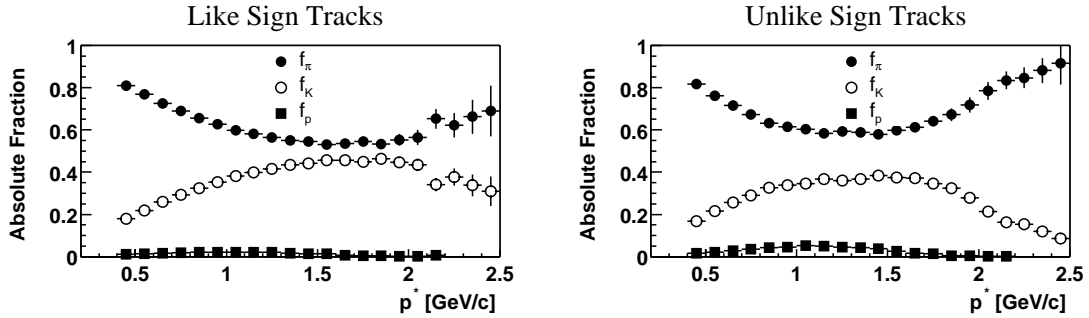 Like Sign Tracks
Absolute Fraction
1
0.8
0.6
0.4
0.2
0
f_π
f_K
f_p
0.5 1 1.5 2 2.5
p* [GeV/c]
Unlike Sign Tracks
Absolute Fraction
1
0.8
0.6
0.4
0.2
0
f_π
f_K
f_p
0.5 1 1.5 2 2.5
p* [GeV/c]